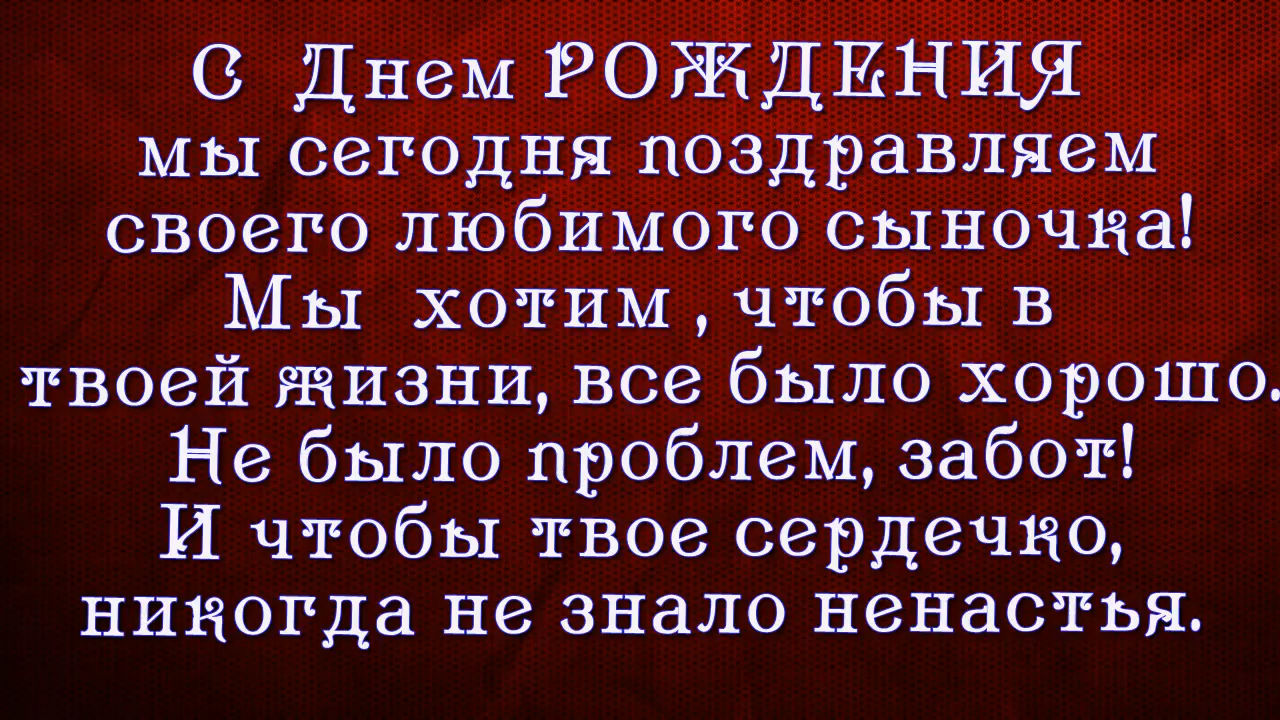 С Днем РОЖДЕНИЯ
мы сегодня поздравляем
своего любимого сыночка!
Мы хотим , чтобы в
твоей жизни, все было хорошо.
Не было проблем, забот!
И чтобы твое сердечко,
никогда не знало ненастья.